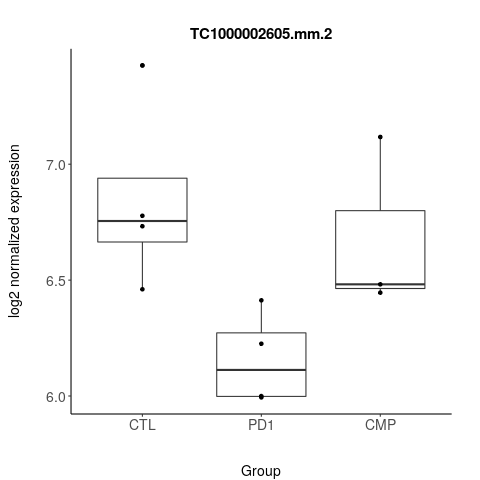 TC1000002605.mm.2
log2 normalized expression
7.0
6.5
6.0
CTL
PD1
CMP
Group